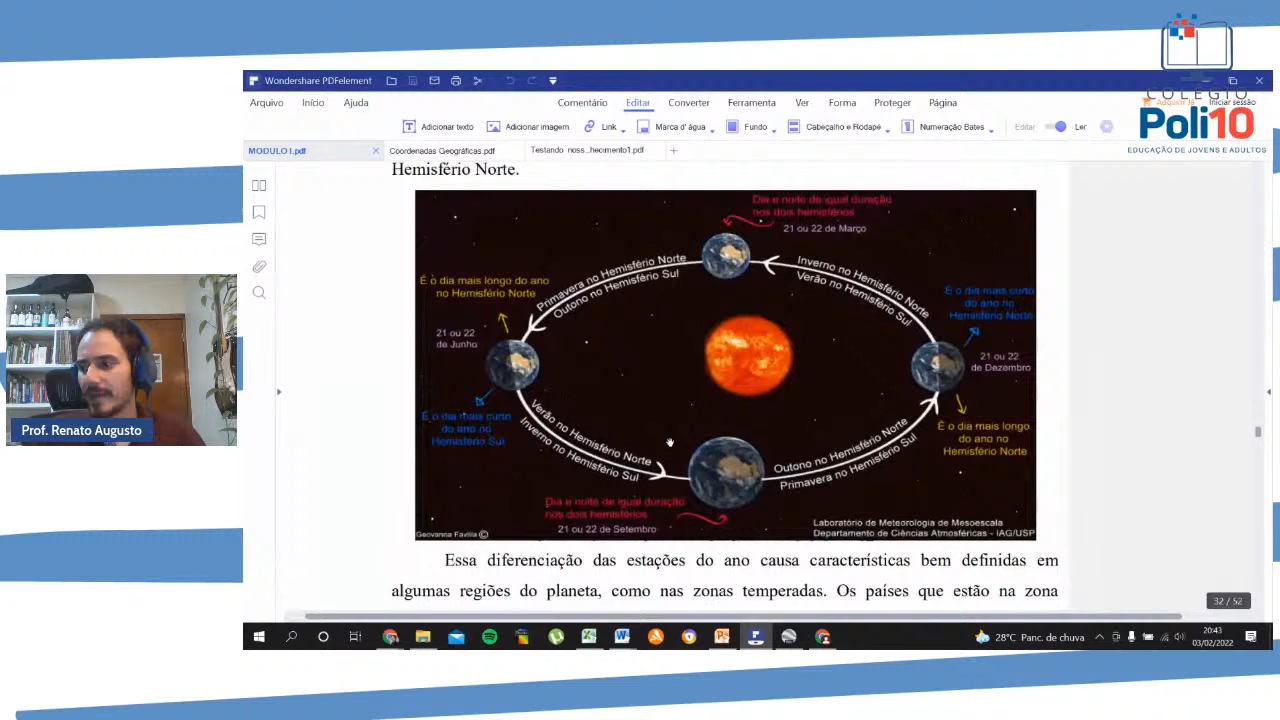 COLÉGIO
Poli10
EDUCAÇÃO DE JOVENS E ADULTOS
Wondershare PDFelement
Arquivo Início Ajuda Comentário Editar Converter Ferramenta Ver Forma Proteger Página Adquirir Já Iniciar sessão
Adicionar texto Adicionar imagem Link Marca d' água Fundo Cabeçalho e Rodapé Numeração Bates Editar Ler
MODULO I.pdf Coordenadas Geográficas.pdf Testando noss...hecimento1.pdf
Hemisfério Norte.
Dia e noite de igual duração
nos dois hemisférios
21 ou 22 de Março
Primavera no Hemisfério Norte
Outono no Hemisfério Sul
Inverno no Hemisfério Norte
Verão no Hemisfério Sul
É o dia mais longo do ano
no Hemisfério Norte
21 ou 22
de Junho
É o dia mais curto
do ano no
Hemisfério Sul
É o dia mais curto
do ano no
Hemisfério Norte
21 ou 22
de Dezembro
É o dia mais longo
do ano no
Hemisfério Norte
Verão no Hemisfério Norte
Inverno no Hemisfério Sul
Outono no Hemisfério Norte
Primavera no Hemisfério Sul
Dia e noite de igual duração
nos dois hemisférios
21 ou 22 de Setembro
Geovanna Favilla ©
Laboratório de Meteorologia de Mesoescala
Departamento de Ciências Atmosféricas - IAG/USP
Essa diferenciação das estações do ano causa características bem definidas em
algumas regiões do planeta, como nas zonas temperadas. Os países que estão na zona
32 / 52
Prof. Renato Augusto
28°C Panc. de chuva
20:43
03/02/2022